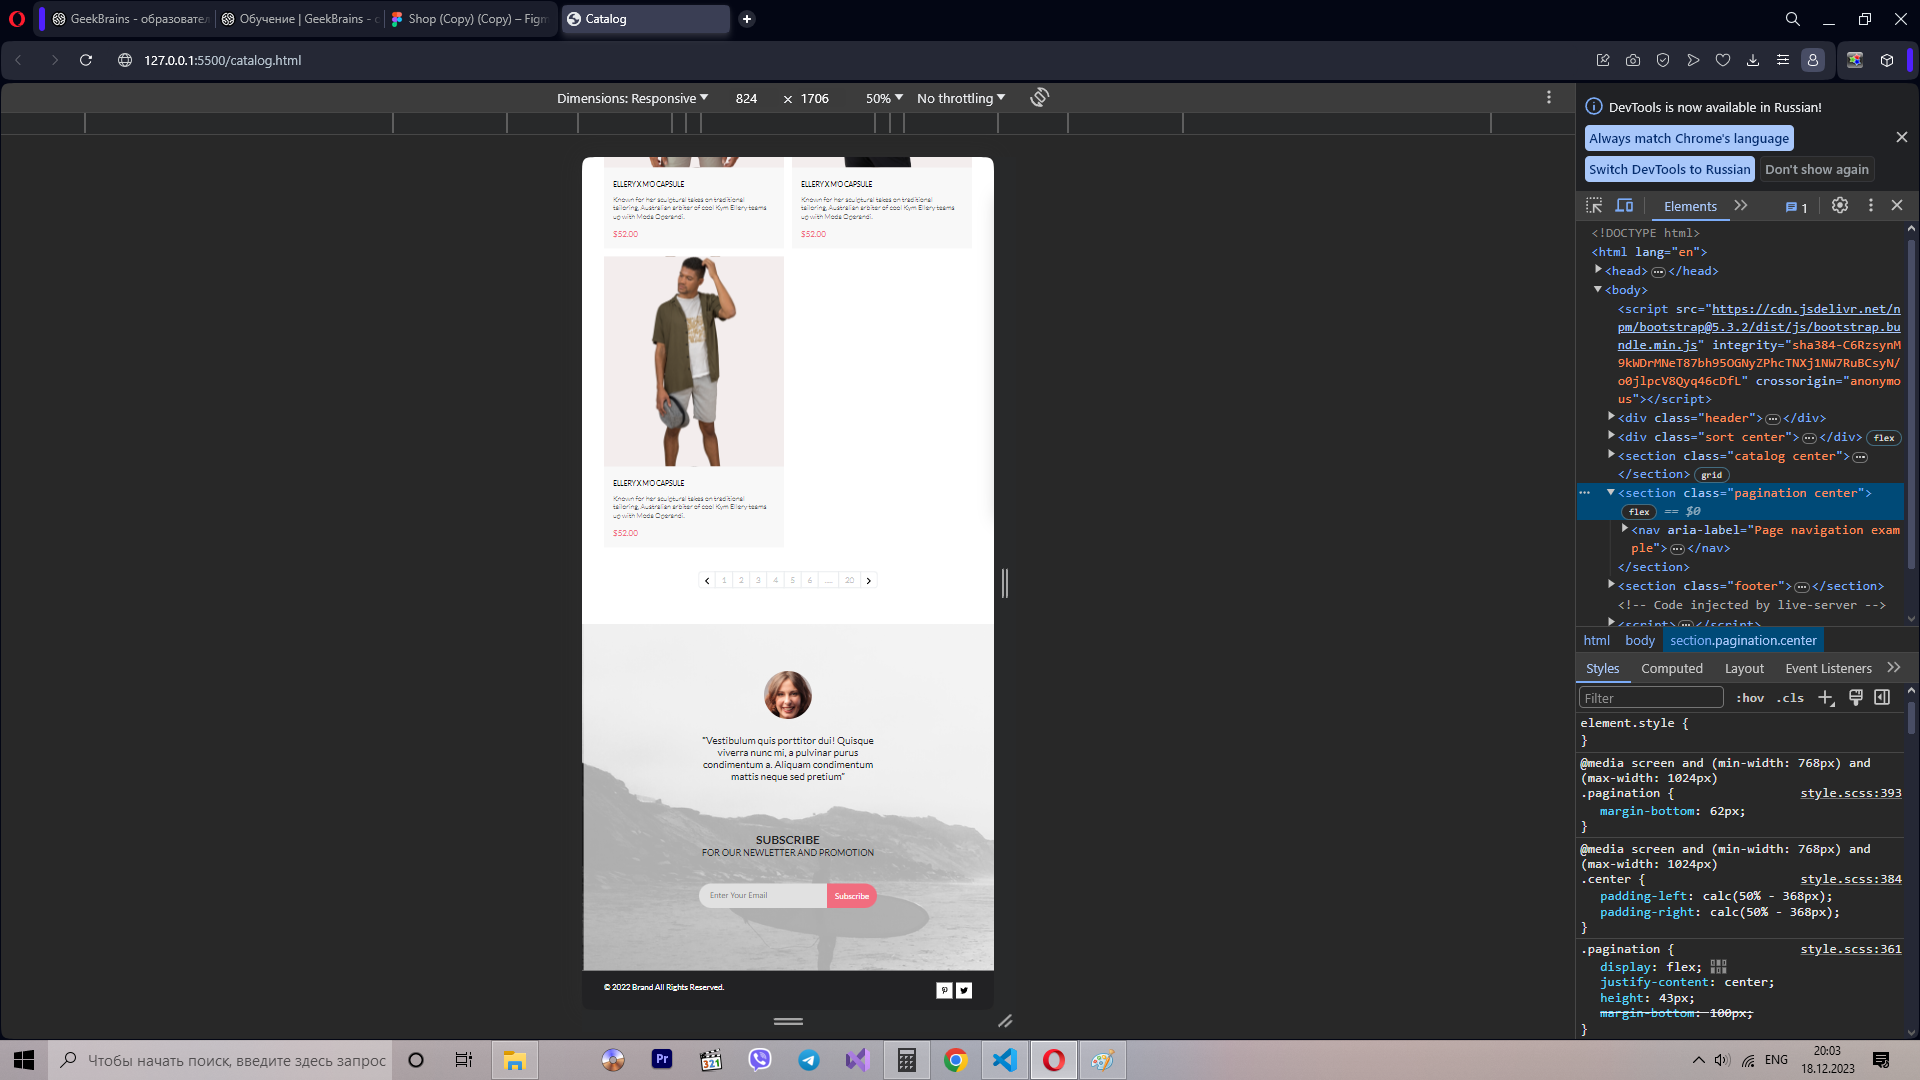 GeekBrains - образовател
Обучение | GeekBrains - с
Shop (Copy) (Copy) – Figm
Catalog
127.0.0.1:5500/catalog.html
Dimensions: Responsive
824 × 1706
50%
No throttling
DevTools is now available in Russian!
Always match Chrome's language
Switch DevTools to Russian
Don't show again
Elements
1
<!DOCTYPE html>
<html lang="en">
<head> ••• </head>
<body>
<script src="https://cdn.jsdelivr.net/n
pm/bootstrap@5.3.2/dist/js/bootstrap.bu
ndle.min.js" integrity="sha384-C6RzsynM
9kWDrMNeT87bh95OGNyZPhcTNXj1NW7RuBCsyN/
o0jlpcV8Qyq46cDfL" crossorigin="anonymo
us"></script>
<div class="header"> ••• </div>
<div class="sort center"> ••• </div> flex
<section class="catalog center"> •••
</section> grid
<section class="pagination center">
flex == $0
<nav aria-label="Page navigation exam
ple"> ••• </nav>
</section>
<section class="footer"> ••• </section>
<!-- Code injected by live-server -->
<script> ••• </script>
html body section.pagination.center
Styles Computed Layout Event Listeners
Filter :hov .cls
element.style {
}
@media screen and (min-width: 768px) and
(max-width: 1024px)
.pagination { style.scss:393
margin-bottom: 62px;
}
@media screen and (min-width: 768px) and
(max-width: 1024px)
.center { style.scss:384
padding-left: calc(50% - 368px);
padding-right: calc(50% - 368px);
}
.pagination { style.scss:361
display: flex;
justify-content: center;
height: 43px;
margin-bottom: 100px;
}
ELLERY X M'O CAPSULE
Known for her sculptural takes on traditional
tailoring, Australian arbiter of cool Kym Ellery teams
up with Moda Operandi.
$52.00
ELLERY X M'O CAPSULE
Known for her sculptural takes on traditional
tailoring, Australian arbiter of cool Kym Ellery teams
up with Moda Operandi.
$52.00
ELLERY X M'O CAPSULE
Known for her sculptural takes on traditional
tailoring, Australian arbiter of cool Kym Ellery teams
up with Moda Operandi.
$52.00
1 2 3 4 5 6 ..... 20
"Vestibulum quis porttitor dui! Quisque
viverra nunc mi, a pulvinar purus
condimentum a. Aliquam condimentum
mattis neque sed pretium"
SUBSCRIBE
FOR OUR NEWLETTER AND PROMOTION
Enter Your Email
Subscribe
© 2022 Brand All Rights Reserved.
Чтобы начать поиск, введите здесь запрос
Pr
321
ENG
20:03
18.12.2023